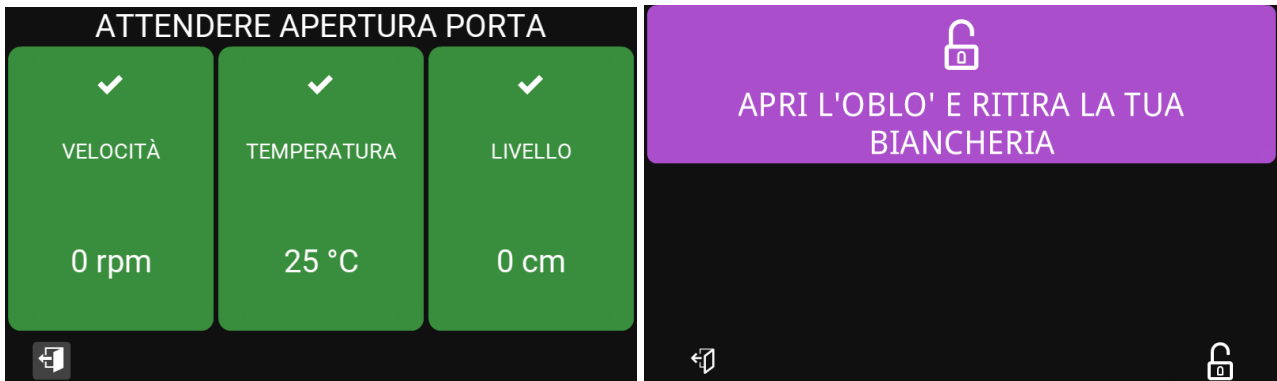 ATTENDERE APERTURA PORTA
VELOCITÀ
TEMPERATURA
LIVELLO
0 rpm
25 °C
0 cm
APRI L'OBLO' E RITIRA LA TUA
BIANCHERIA